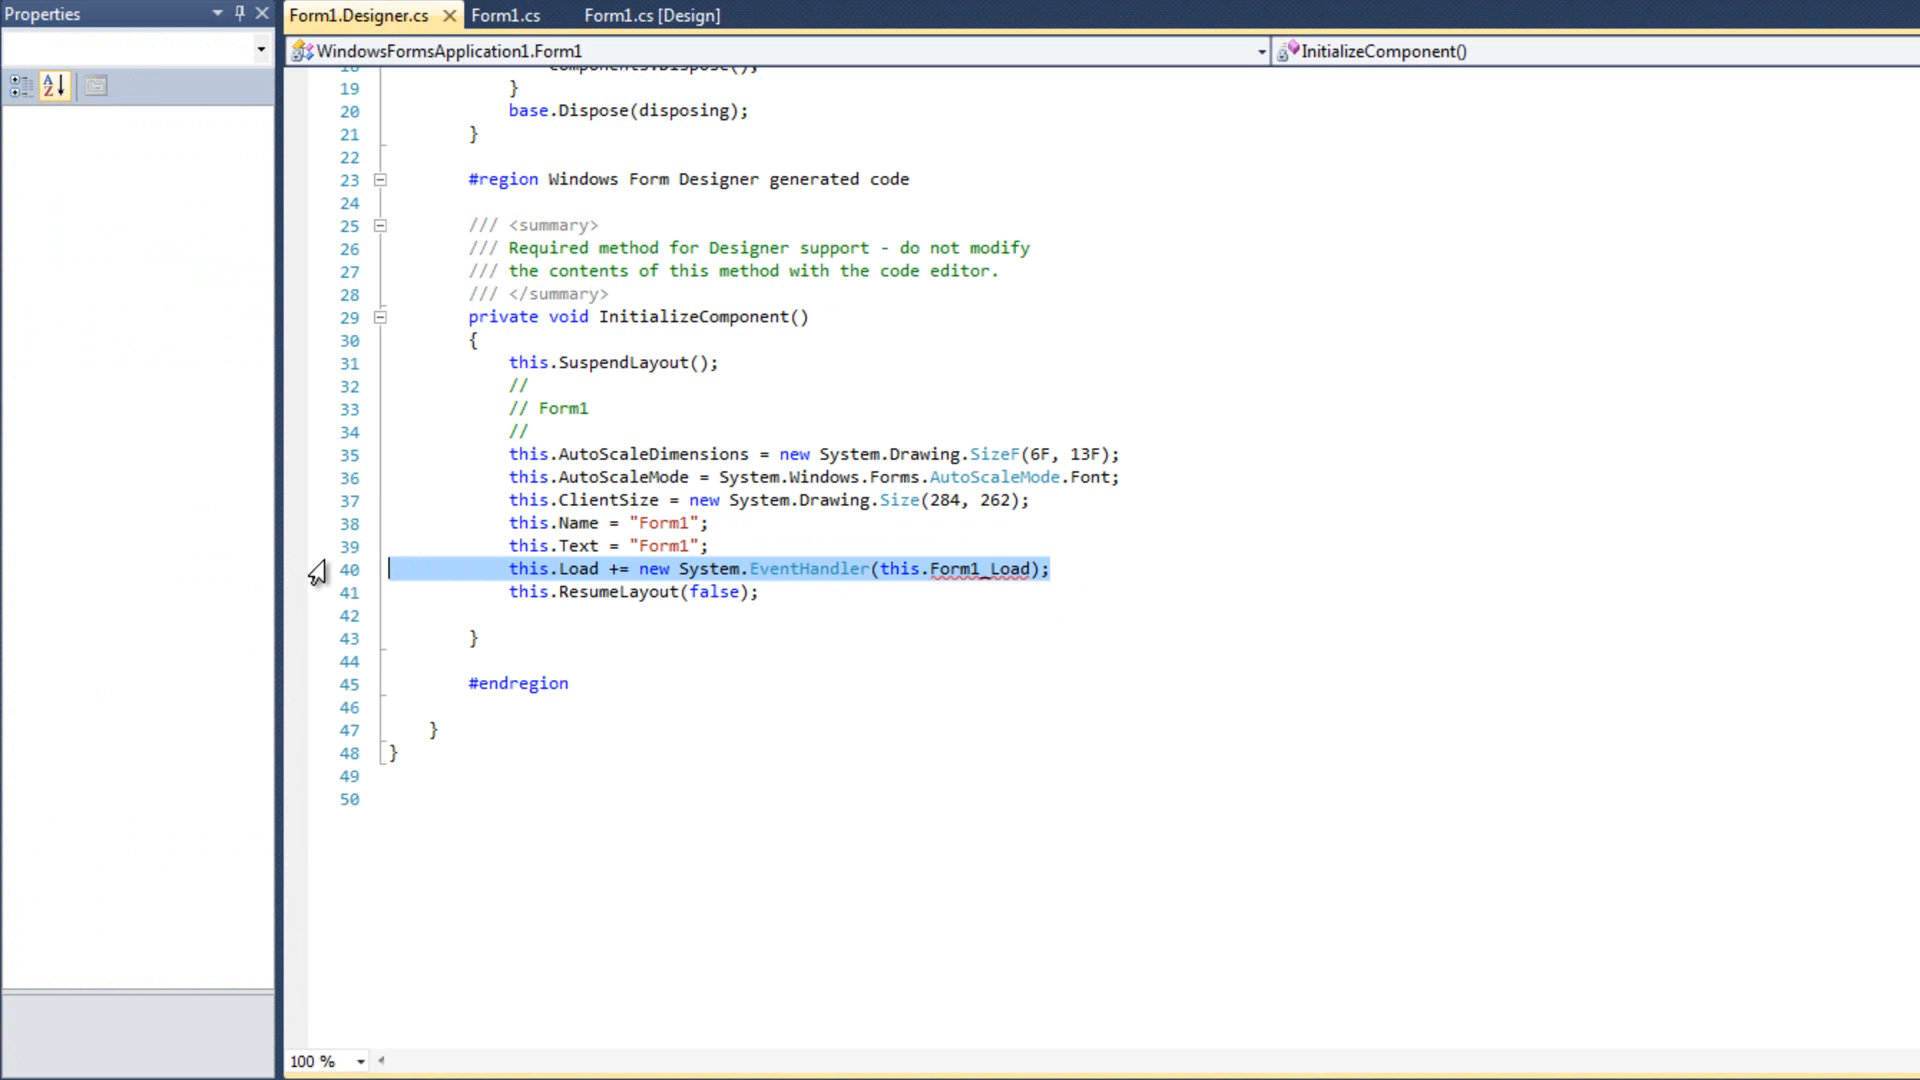 Properties
Form1.Designer.cs
Form1.cs
Form1.cs [Design]
WindowsFormsApplication1.Form1
InitializeComponent()
18 components.Dispose();
19 }
20 base.Dispose(disposing);
21 }
22
23 #region Windows Form Designer generated code
24
25 /// <summary>
26 /// Required method for Designer support - do not modify
27 /// the contents of this method with the code editor.
28 /// </summary>
29 private void InitializeComponent()
30 {
31 this.SuspendLayout();
32 //
33 // Form1
34 //
35 this.AutoScaleDimensions = new System.Drawing.SizeF(6F, 13F);
36 this.AutoScaleMode = System.Windows.Forms.AutoScaleMode.Font;
37 this.ClientSize = new System.Drawing.Size(284, 262);
38 this.Name = "Form1";
39 this.Text = "Form1";
40 this.Load += new System.EventHandler(this.Form1_Load);
41 this.ResumeLayout(false);
42
43 }
44
45 #endregion
46
47 }
48 }
49
50
100 %